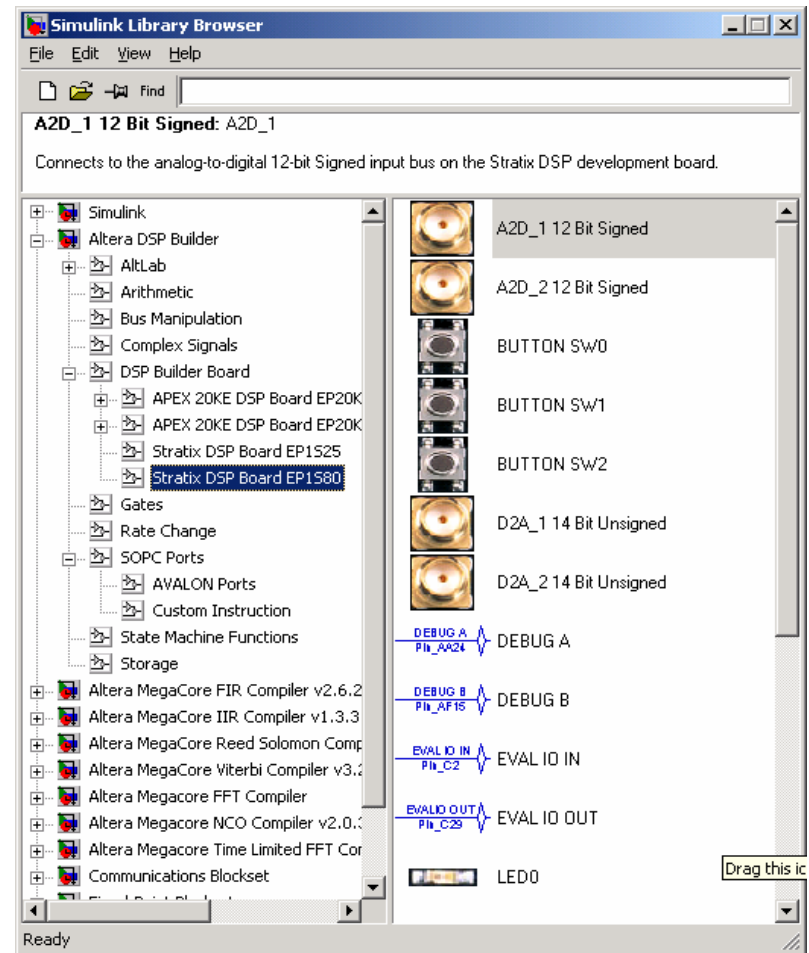 Simulink Library Browser
File Edit View Help
Find
A2D_1 12 Bit Signed: A2D_1
Connects to the analog-to-digital 12-bit Signed input bus on the Stratix DSP development board.
Simulink
Altera DSP Builder
AltLab
Arithmetic
Bus Manipulation
Complex Signals
DSP Builder Board
APEX 20KE DSP Board EP20K
APEX 20KE DSP Board EP20K
Stratix DSP Board EP1S25
Stratix DSP Board EP1S80
Gates
Rate Change
SOPC Ports
AVALON Ports
Custom Instruction
State Machine Functions
Storage
Altera MegaCore FIR Compiler v2.6.2
Altera MegaCore IIR Compiler v1.3.3
Altera MegaCore Reed Solomon Comp
Altera MegaCore Viterbi Compiler v3.2
Altera Megacore FFT Compiler
Altera Megacore NCO Compiler v2.0.
Altera Megacore Time Limited FFT Cor
Communications Blockset
A2D_1 12 Bit Signed
A2D_2 12 Bit Signed
BUTTON SW0
BUTTON SW1
BUTTON SW2
D2A_1 14 Bit Unsigned
D2A_2 14 Bit Unsigned
DEBUG A
Pin_AA24
DEBUG A
DEBUG B
Pin_AF15
DEBUG B
EVAL IO IN
Pin_C2
EVAL IO IN
EVAL IO OUT
Pin_C29
EVAL IO OUT
LED0
Drag this ic
Ready